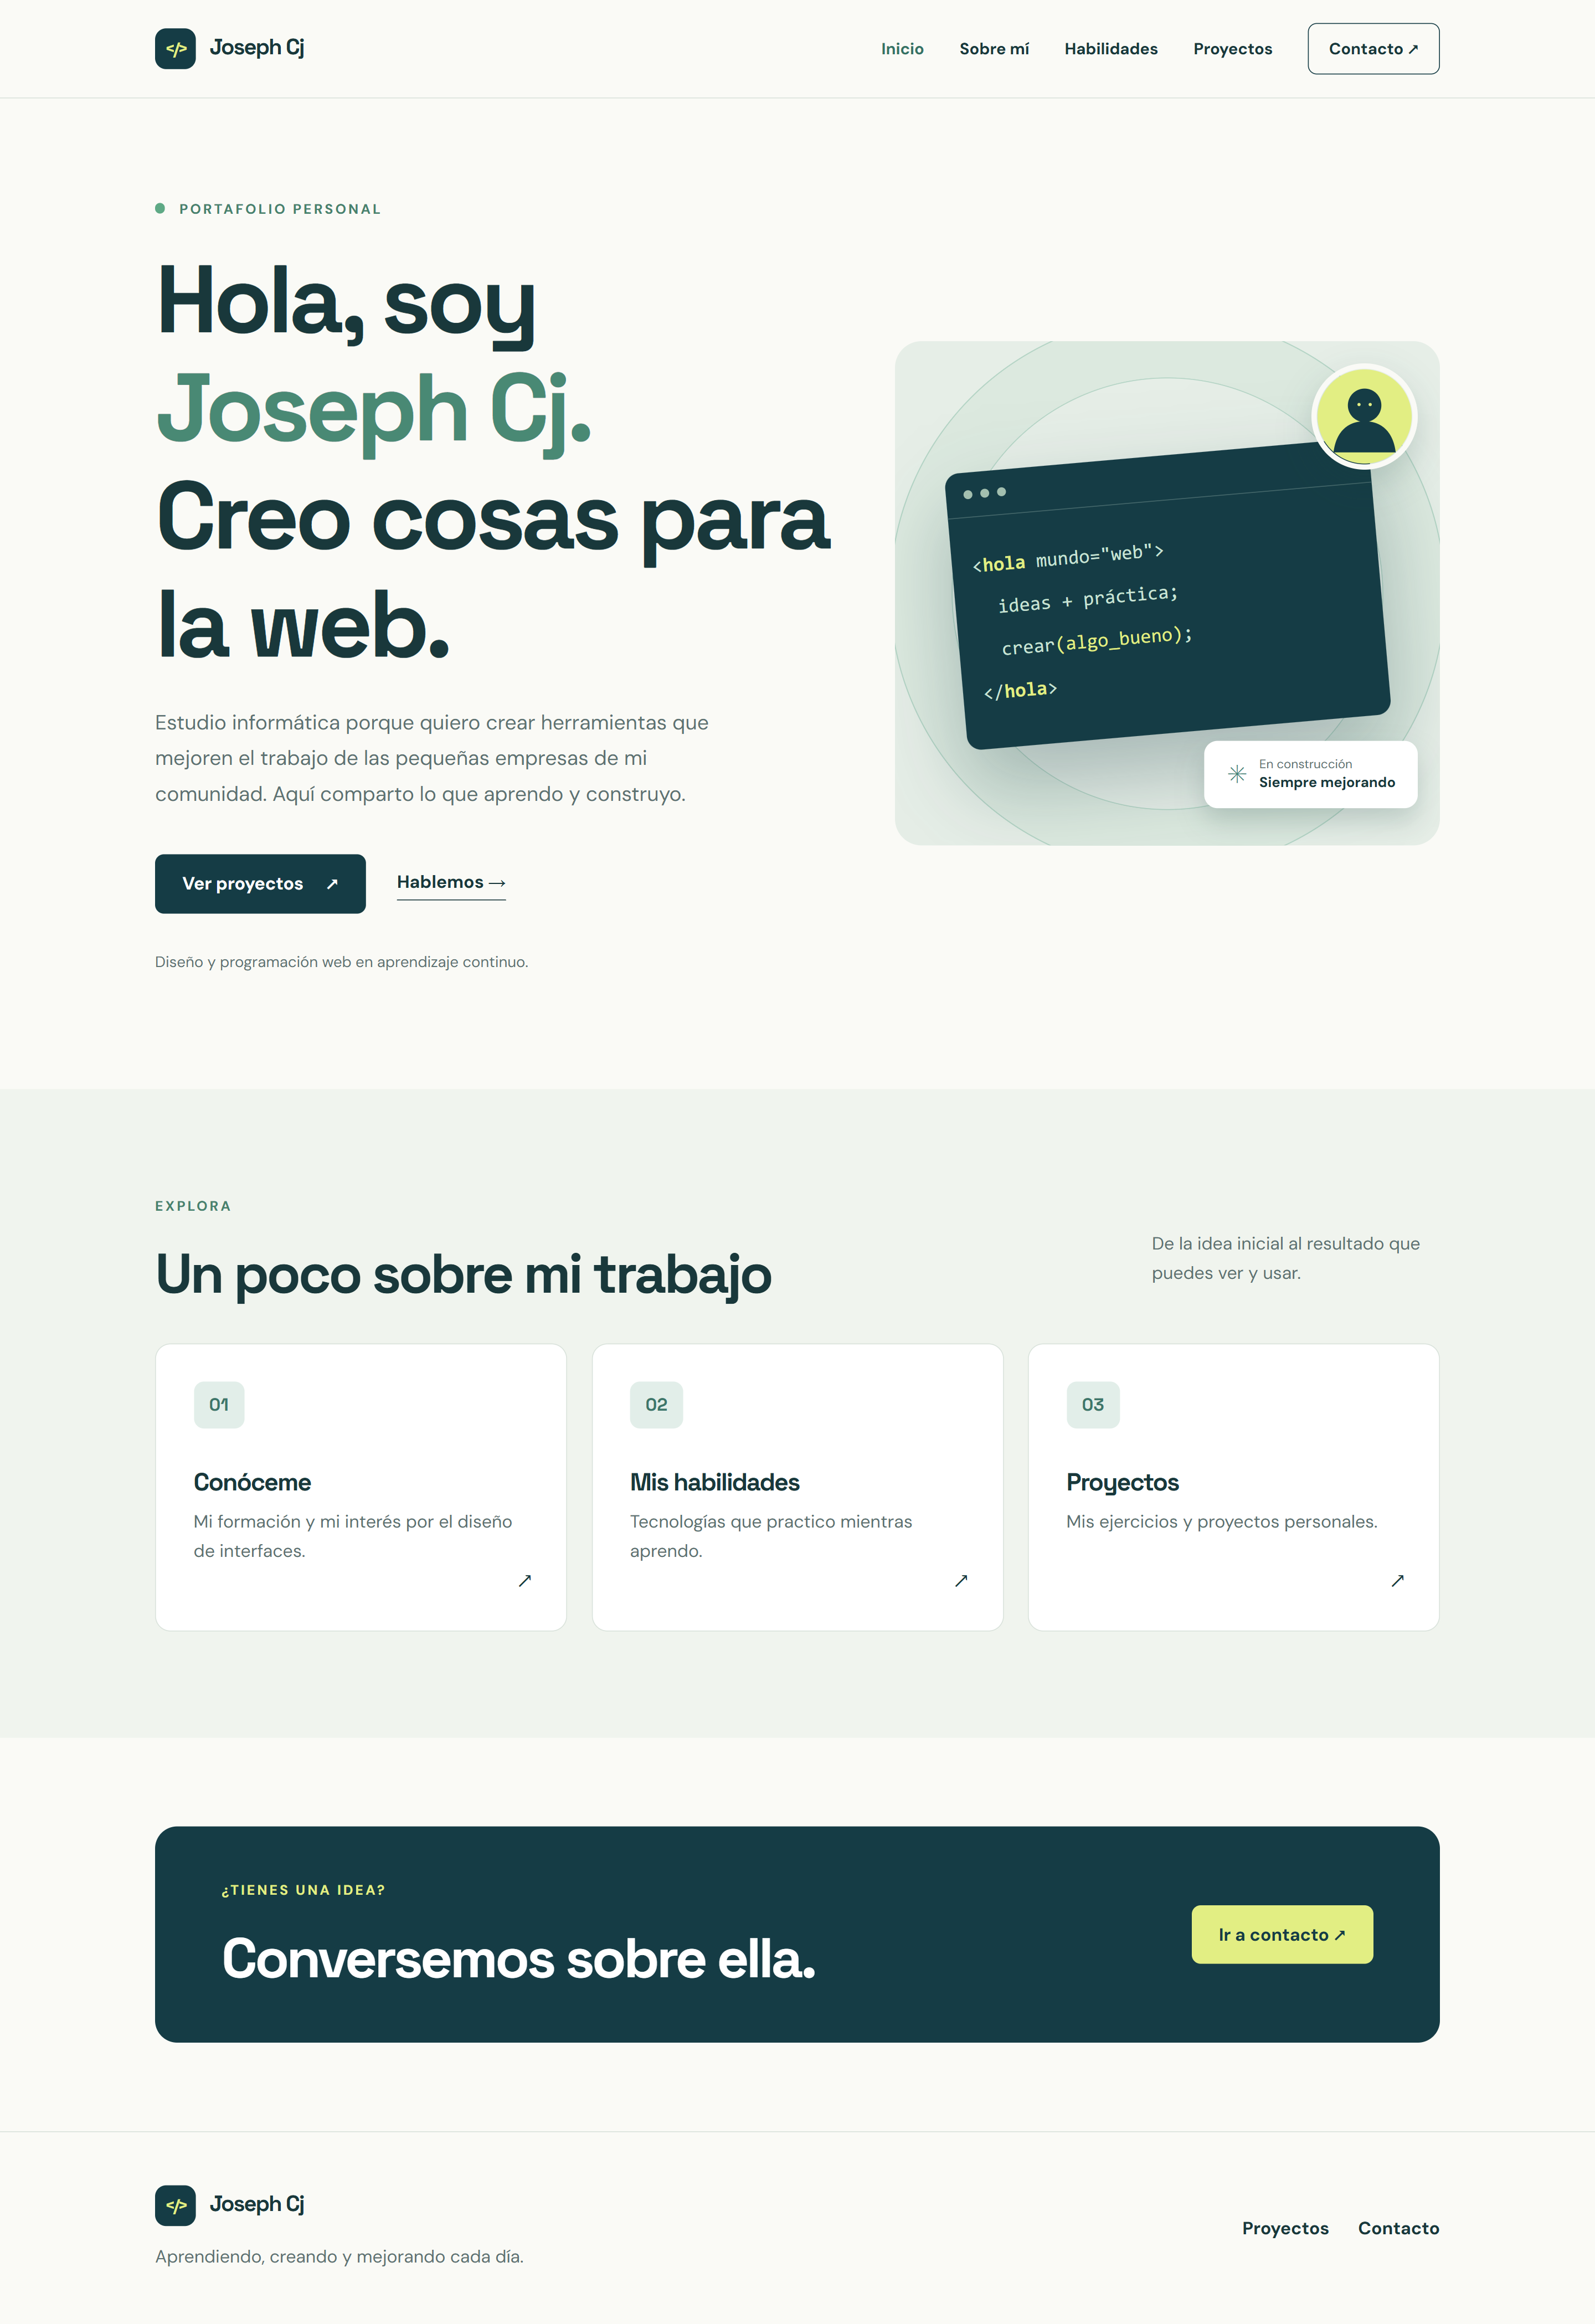 </> Joseph Cj
Inicio Sobre mí Habilidades Proyectos Contacto ↗
PORTAFOLIO PERSONAL
Hola, soy
Joseph Cj.
Creo cosas para
la web.
Estudio informática porque quiero crear herramientas que
mejoren el trabajo de las pequeñas empresas de mi
comunidad. Aquí comparto lo que aprendo y construyo.
Ver proyectos ↗ Hablemos →
Diseño y programación web en aprendizaje continuo.
<hola mundo="web">
ideas + práctica;
crear(algo_bueno);
</hola>
En construcción
Siempre mejorando
EXPLORA
Un poco sobre mi trabajo
De la idea inicial al resultado que
puedes ver y usar.
01
Conóceme
Mi formación y mi interés por el diseño
de interfaces.
↗
02
Mis habilidades
Tecnologías que practico mientras
aprendo.
↗
03
Proyectos
Mis ejercicios y proyectos personales.
↗
¿TIENES UNA IDEA?
Conversemos sobre ella.
Ir a contacto ↗
</> Joseph Cj
Aprendiendo, creando y mejorando cada día.
Proyectos Contacto